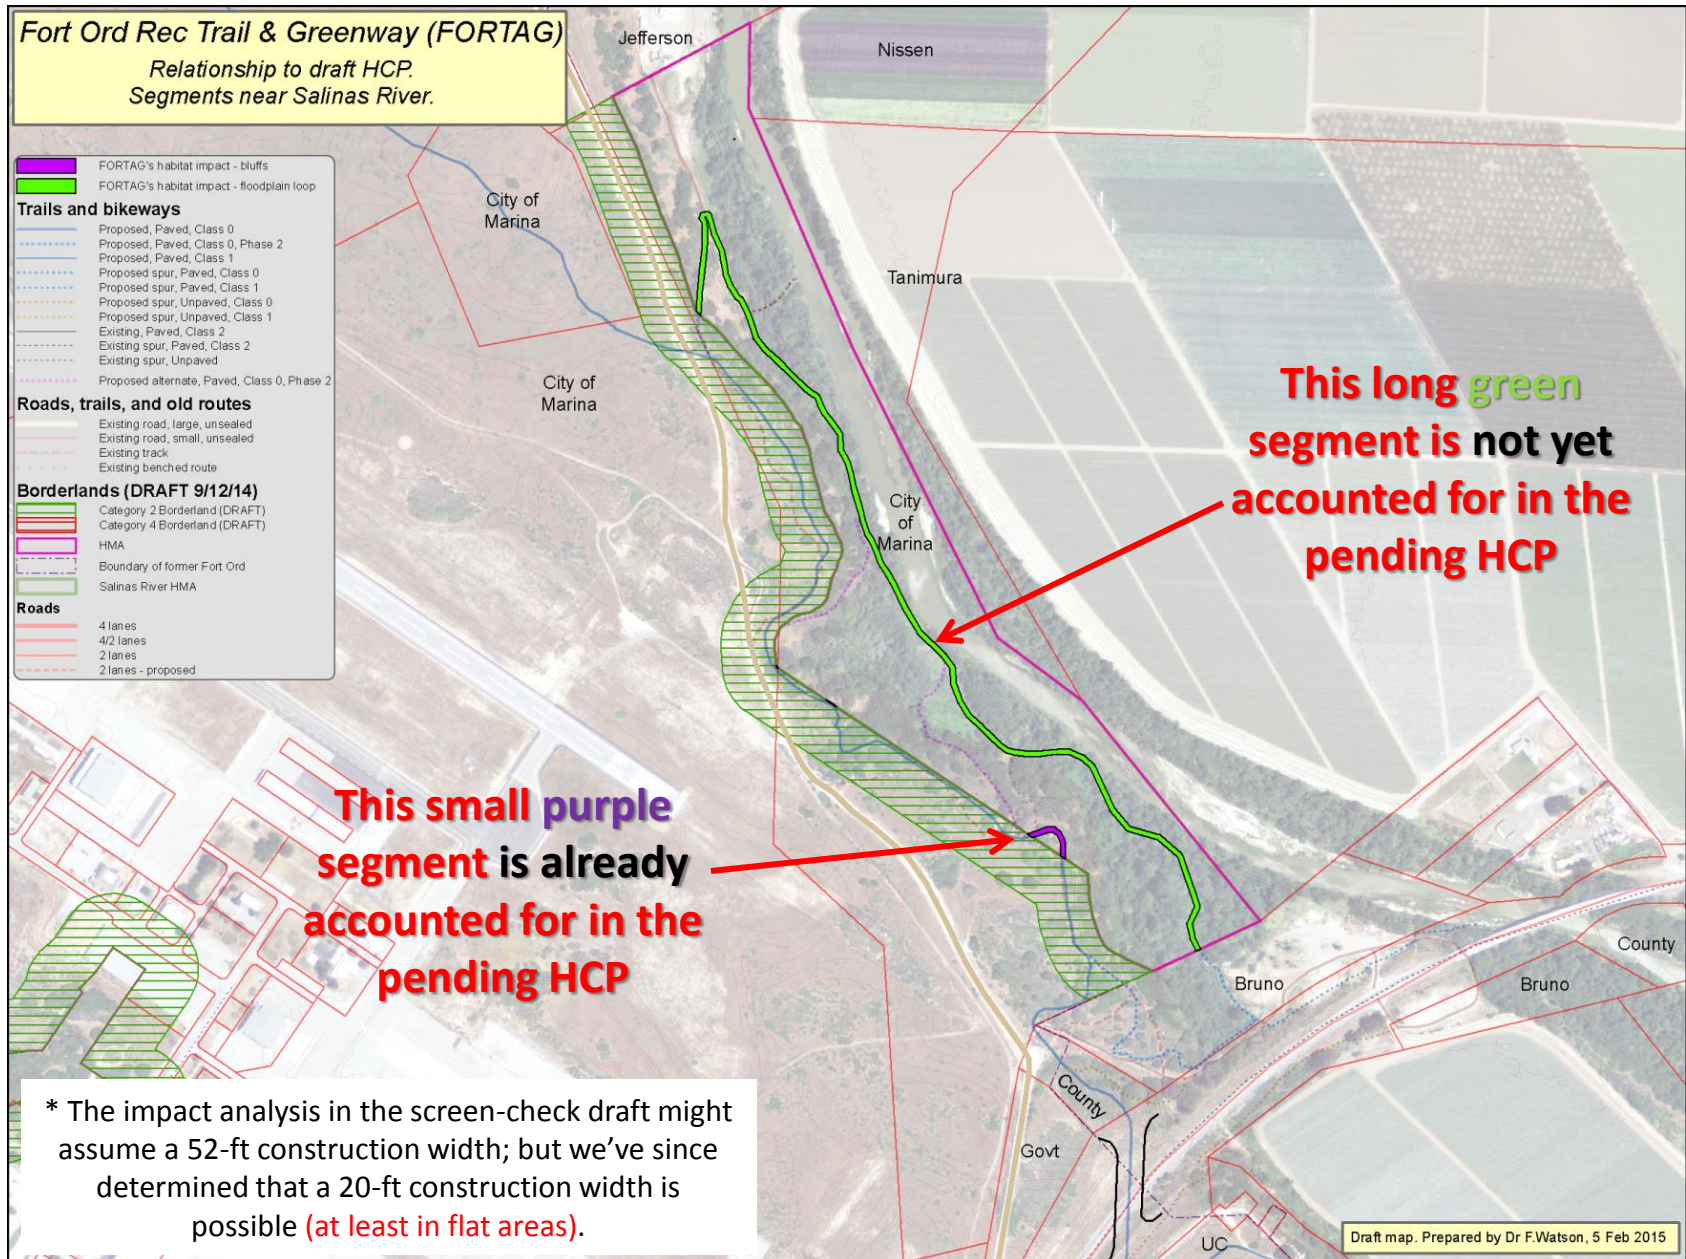 Fort Ord Rec Trail & Greenway (FORTAG)
Relationship to draft HCP.
Segments near Salinas River.
FORTAG's habitat impact - bluffs
FORTAG's habitat impact - floodplain loop
Trails and bikeways
Proposed, Paved, Class 0
Proposed, Paved, Class 0, Phase 2
Proposed, Paved, Class 1
Proposed spur, Paved, Class 0
Proposed spur, Paved, Class 1
Proposed spur, Unpaved, Class 0
Proposed spur, Unpaved, Class 1
Existing, Paved, Class 2
Existing spur, Paved, Class 2
Existing spur, Unpaved
Proposed alternate, Paved, Class 0, Phase 2
Roads, trails, and old routes
Existing road, large, unsealed
Existing road, small, unsealed
Existing track
Existing benched route
Borderlands (DRAFT 9/12/14)
Category 2 Borderland (DRAFT)
Category 4 Borderland (DRAFT)
HMA
Boundary of former Fort Ord
Salinas River HMA
Roads
4 lanes
4/2 lanes
2 lanes
2 lanes - proposed
Jefferson
Nissen
City of
Marina
Tanimura
City of
Marina
City
of
Marina
This long green
segment is not yet
accounted for in the
pending HCP
This small purple
segment is already
accounted for in the
pending HCP
County
Bruno
Bruno
County
Govt
UC
* The impact analysis in the screen-check draft might
assume a 52-ft construction width; but we've since
determined that a 20-ft construction width is
possible (at least in flat areas).
Draft map. Prepared by Dr F.Watson, 5 Feb 2015